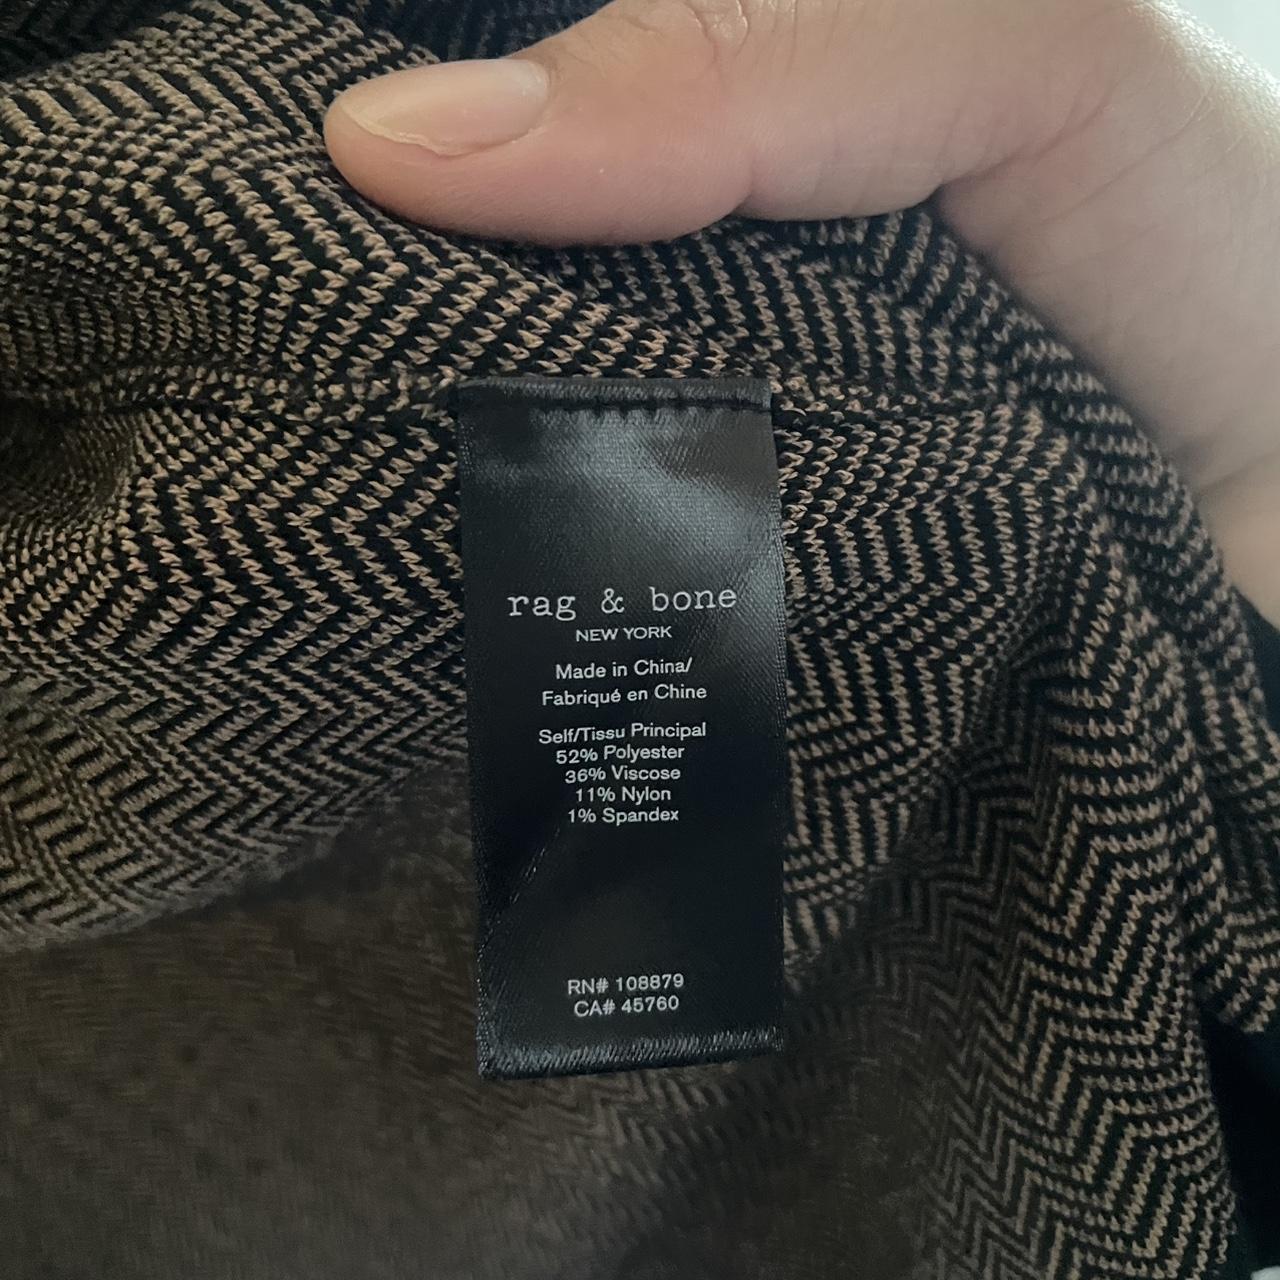 rag & bone
NEW YORK
Made in China/
Fabriqué en Chine
Self/Tissu Principal
52% Polyester
36% Viscose
11% Nylon
1% Spandex
RN# 108879
CA# 45760